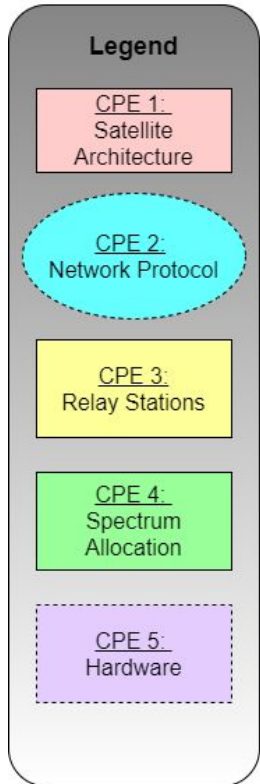 Legend
CPE 1:
Satellite
Architecture
CPE 2:
Network Protocol
CPE 3:
Relay Stations
CPE 4:
Spectrum
Allocation
CPE 5:
Hardware